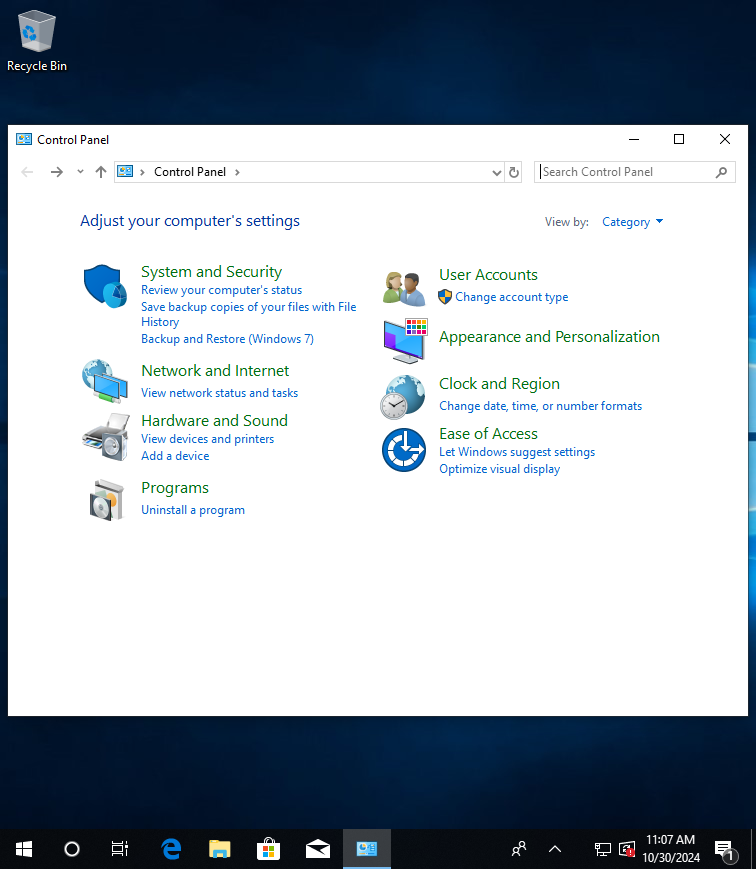 Recycle Bin
Control Panel
Control Panel
Search Control Panel
Adjust your computer's settings
View by: Category
System and Security
Review your computer's status
Save backup copies of your files with File
History
Backup and Restore (Windows 7)
Network and Internet
View network status and tasks
Hardware and Sound
View devices and printers
Add a device
Programs
Uninstall a program
User Accounts
Change account type
Appearance and Personalization
Clock and Region
Change date, time, or number formats
Ease of Access
Let Windows suggest settings
Optimize visual display
11:07 AM
10/30/2024
1